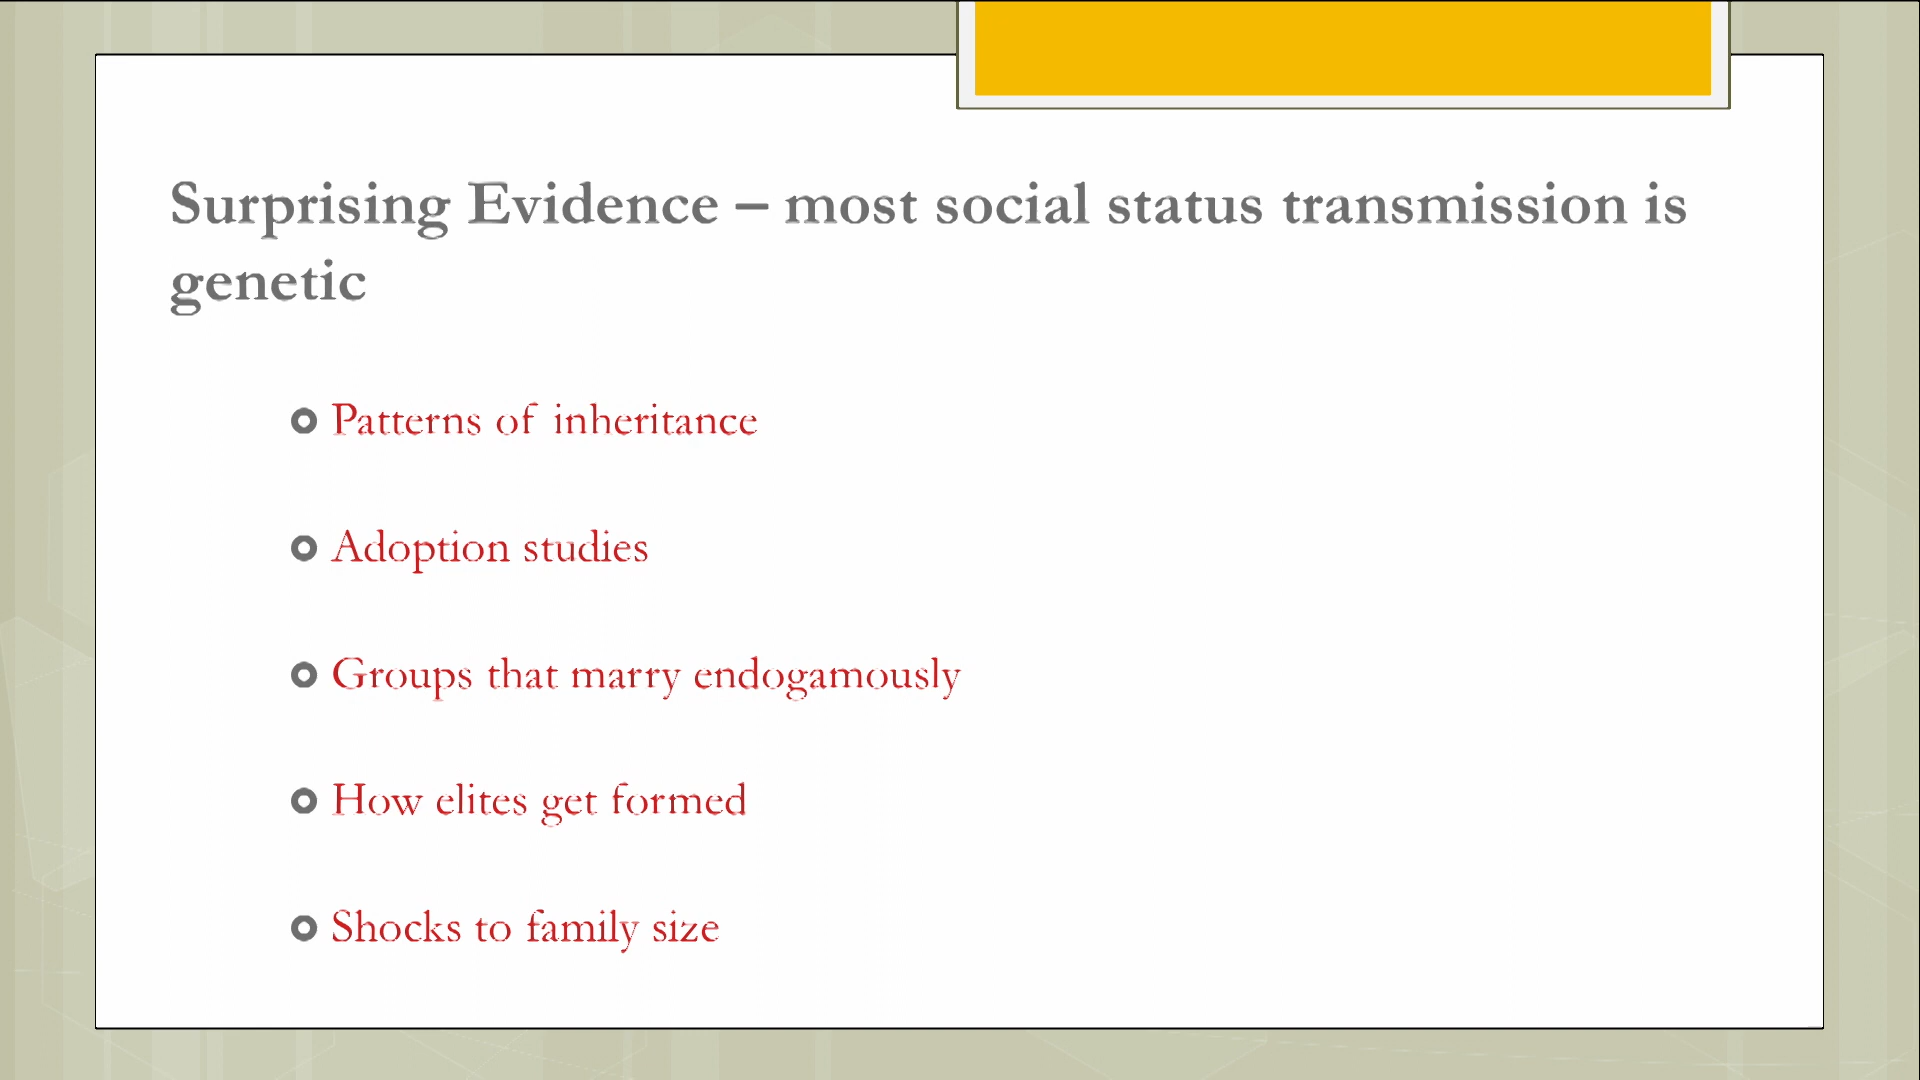 Surprising Evidence – most social status transmission is
genetic
Patterns of inheritance
Adoption studies
Groups that marry endogamously
How elites get formed
Shocks to family size